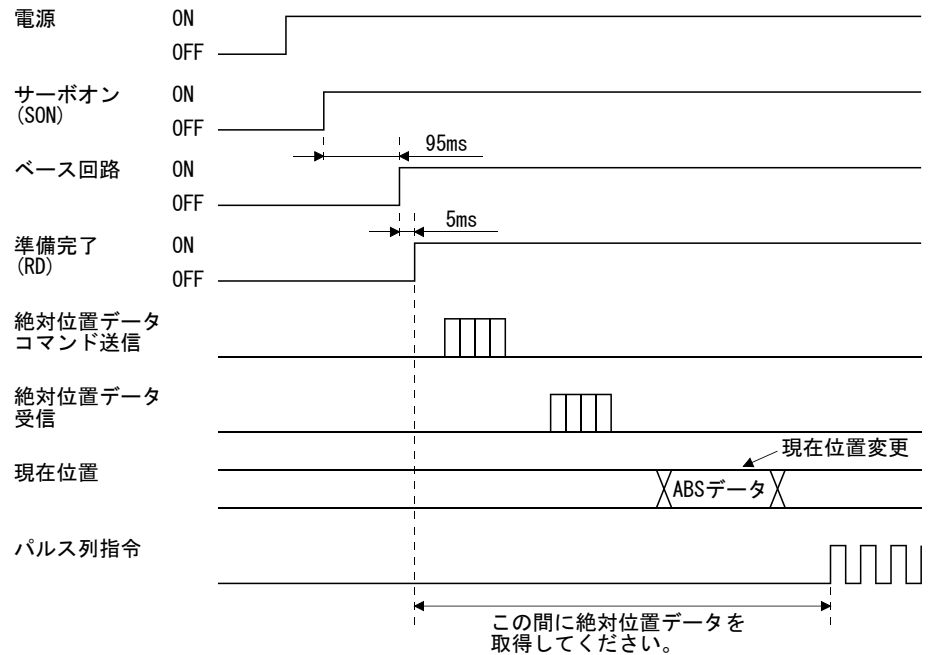 電源 ON
OFF
サーボオン ON
(SON)
OFF
95ms
ベース回路 ON
OFF
5ms
準備完了 ON
(RD)
OFF
絶対位置データ
コマンド送信
絶対位置データ
受信
現在位置変更
現在位置
ABSデータ
パルス列指令
この間に絶対位置データを
取得してください。